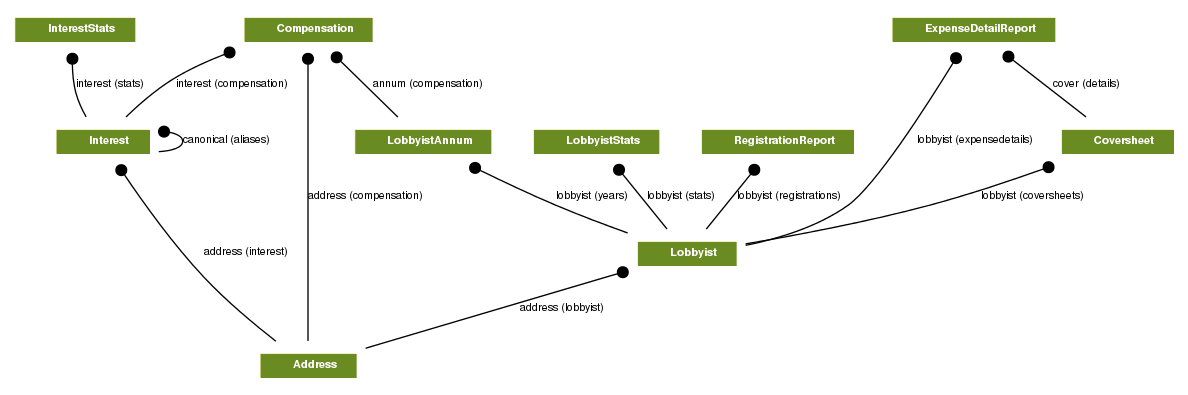 InterestStats
Compensation
ExpenseDetailReport
interest (stats)
interest (compensation)
annum (compensation)
cover (details)
Interest
canonical (aliases)
LobbyistAnnum
LobbyistStats
RegistrationReport
lobbyist (expensedetails)
Coversheet
address (compensation)
lobbyist (years)
lobbyist (stats)
lobbyist (registrations)
lobbyist (coversheets)
address (interest)
Lobbyist
address (lobbyist)
Address